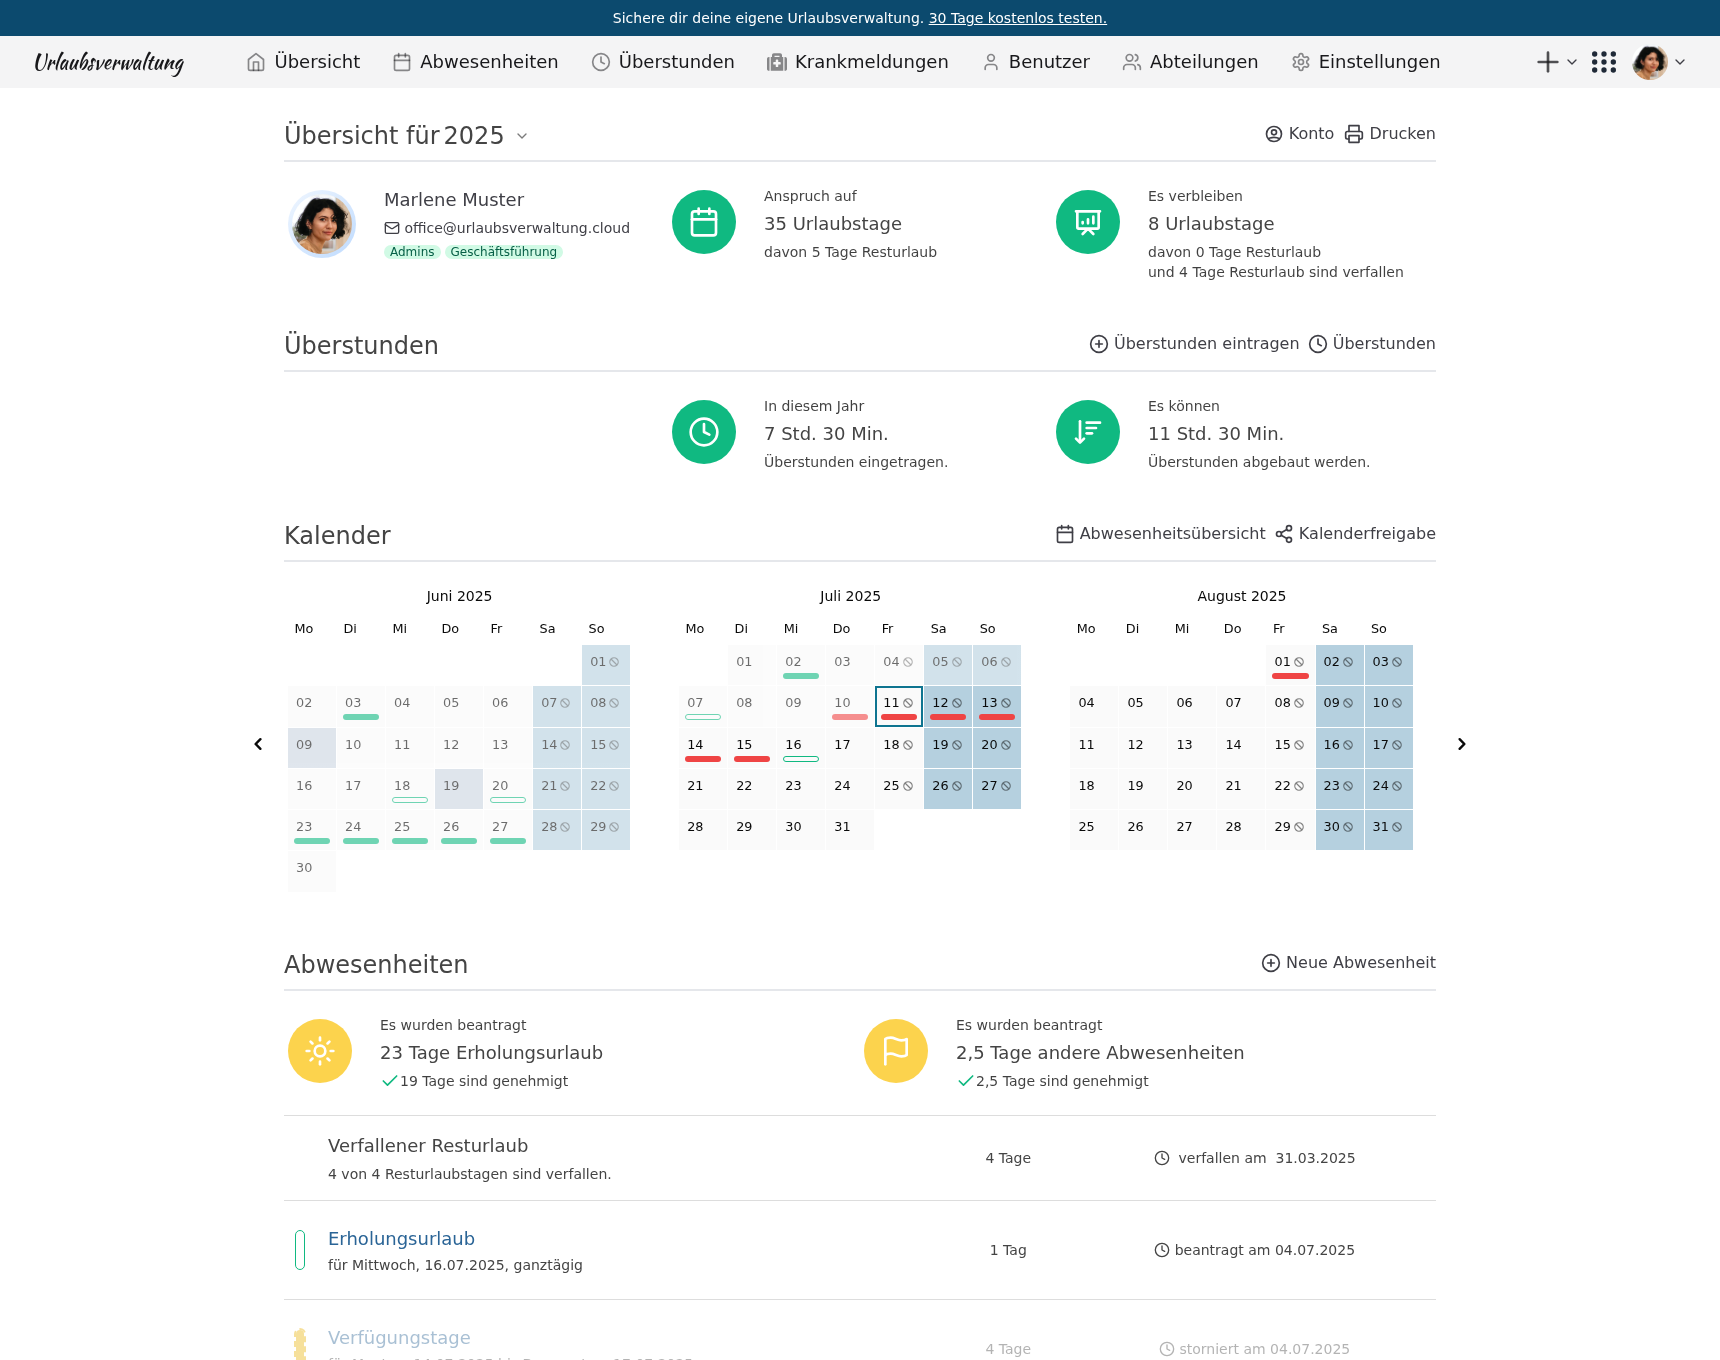 Sichere dir deine eigene Urlaubsverwaltung. 30 Tage kostenlos testen.
Urlaubsverwaltung Übersicht Abwesenheiten Überstunden Krankmeldungen Benutzer Abteilungen Einstellungen
Übersicht für 2025 Konto Drucken
Marlene Muster
office@urlaubsverwaltung.cloud
Admins Geschäftsführung
Anspruch auf
35 Urlaubstage
davon 5 Tage Resturlaub
Es verbleiben
8 Urlaubstage
davon 0 Tage Resturlaub
und 4 Tage Resturlaub sind verfallen
Überstunden Überstunden eintragen Überstunden
In diesem Jahr
7 Std. 30 Min.
Überstunden eingetragen.
Es können
11 Std. 30 Min.
Überstunden abgebaut werden.
Kalender Abwesenheitsübersicht Kalenderfreigabe
Juni 2025
Mo Di Mi Do Fr Sa So
01
02 03 04 05 06 07 08
09 10 11 12 13 14 15
16 17 18 19 20 21 22
23 24 25 26 27 28 29
30
Juli 2025
Mo Di Mi Do Fr Sa So
01 02 03 04 05 06
07 08 09 10 11 12 13
14 15 16 17 18 19 20
21 22 23 24 25 26 27
28 29 30 31
August 2025
Mo Di Mi Do Fr Sa So
01 02 03
04 05 06 07 08 09 10
11 12 13 14 15 16 17
18 19 20 21 22 23 24
25 26 27 28 29 30 31
Abwesenheiten Neue Abwesenheit
Es wurden beantragt
23 Tage Erholungsurlaub
19 Tage sind genehmigt
Es wurden beantragt
2,5 Tage andere Abwesenheiten
2,5 Tage sind genehmigt
Verfallener Resturlaub
4 von 4 Resturlaubstagen sind verfallen.
4 Tage verfallen am 31.03.2025
Erholungsurlaub
für Mittwoch, 16.07.2025, ganztägig
1 Tag beantragt am 04.07.2025
Verfügungstage
4 Tage storniert am 04.07.2025